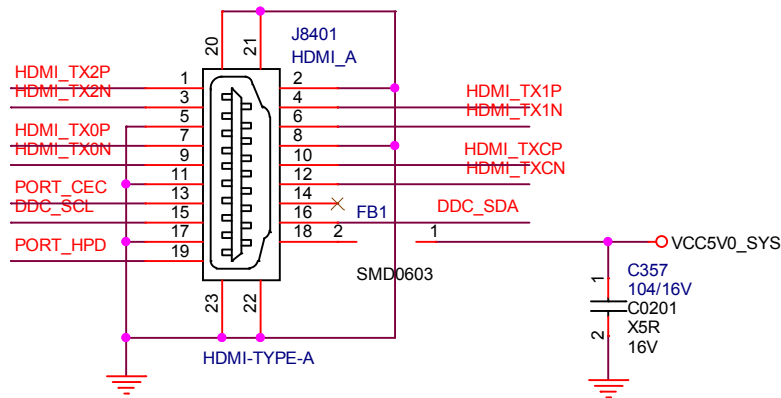 20
21
J8401
HDMI_A
HDMI_TX2P
1
2
HDMI_TX2N
3
4
HDMI_TX1P
5
6
HDMI_TX1N
HDMI_TX0P
7
8
HDMI_TX0N
9
10
HDMI_TXCP
11
12
HDMI_TXCN
PORT_CEC
13
14
DDC_SCL
15
16
FB1
DDC_SDA
17
18
2
1
VCC5V0_SYS
PORT_HPD
19
SMD0603
23
22
HDMI-TYPE-A
1
2
C357
104/16V
C0201
X5R
16V